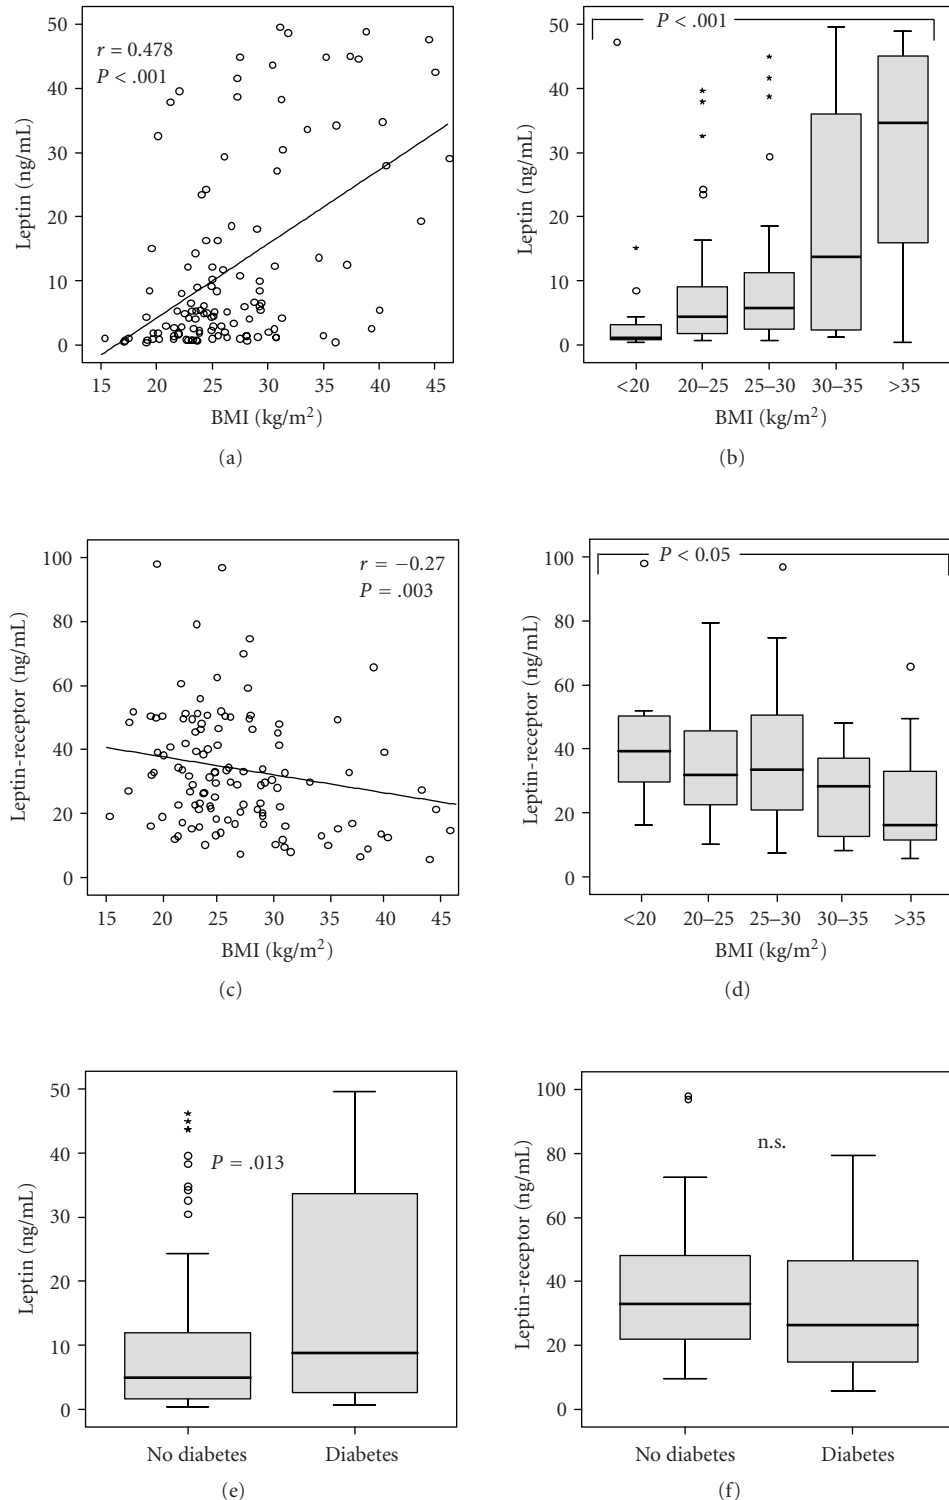 50
40
30
20
10
0
Leptin (ng/mL)
r = 0.478
P < .001
15 20 25 30 35 40 45
BMI (kg/m²)
(a)
50
40
30
20
10
0
Leptin (ng/mL)
P < .001
<20 20–25 25–30 30–35 >35
BMI (kg/m²)
(b)
100
80
60
40
20
0
Leptin-receptor (ng/mL)
r = −0.27
P = .003
15 20 25 30 35 40 45
BMI (kg/m²)
(c)
100
80
60
40
20
0
Leptin-receptor (ng/mL)
P < 0.05
<20 20–25 25–30 30–35 >35
BMI (kg/m²)
(d)
50
40
30
20
10
0
Leptin (ng/mL)
P = .013
No diabetes Diabetes
(e)
100
80
60
40
20
0
Leptin-receptor (ng/mL)
n.s.
No diabetes Diabetes
(f)